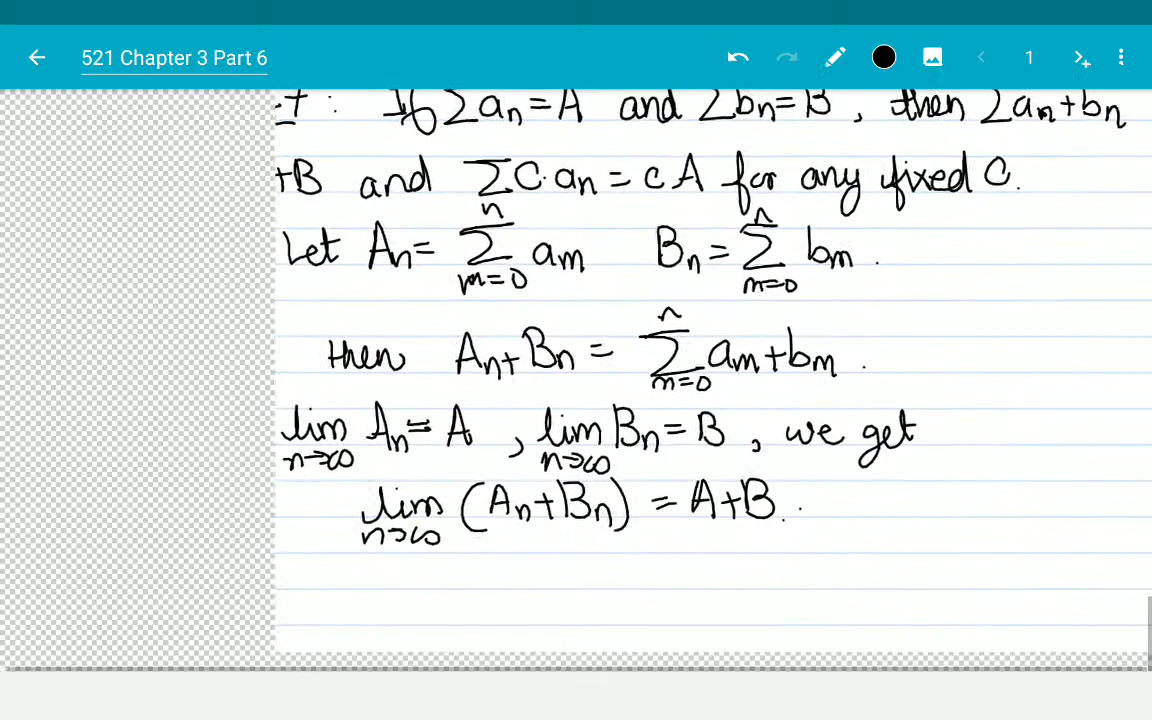 521 Chapter 3 Part 6
1
: If Σan = A and Σbn = B, then Σan+bn
+B and ΣC·an = cA for any fixed C.
Let An = Σ_{m=0}^{n} am Bn = Σ_{m=0}^{n} bm.
then An+Bn = Σ_{m=0}^{n} am+bm.
lim_{n→∞} An = A, lim_{n→∞} Bn = B, we get
lim_{n→∞} (An+Bn) = A+B.